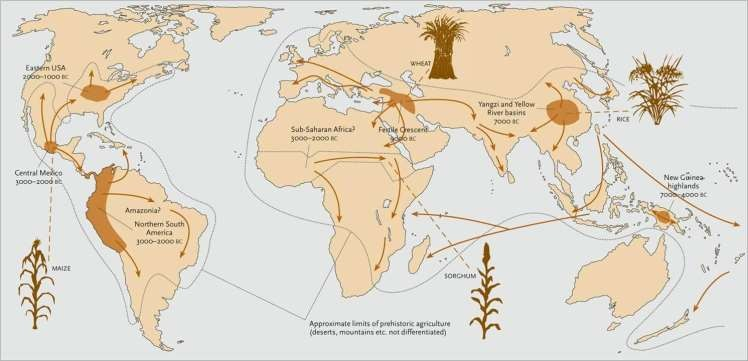 Eastern USA
2000–1000 BC
WHEAT
Yangzi and Yellow
River basins
7000 BC
RICE
Sub-Saharan Africa?
3000–2000 BC
Fertile Crescent
9000 BC
Central Mexico
3000–2000 BC
New Guinea
highlands
7000–4000 BC
Amazonia?
Northern South
America
3000–2000 BC
MAIZE
SORGHUM
Approximate limits of prehistoric agriculture
(deserts, mountains etc. not differentiated)